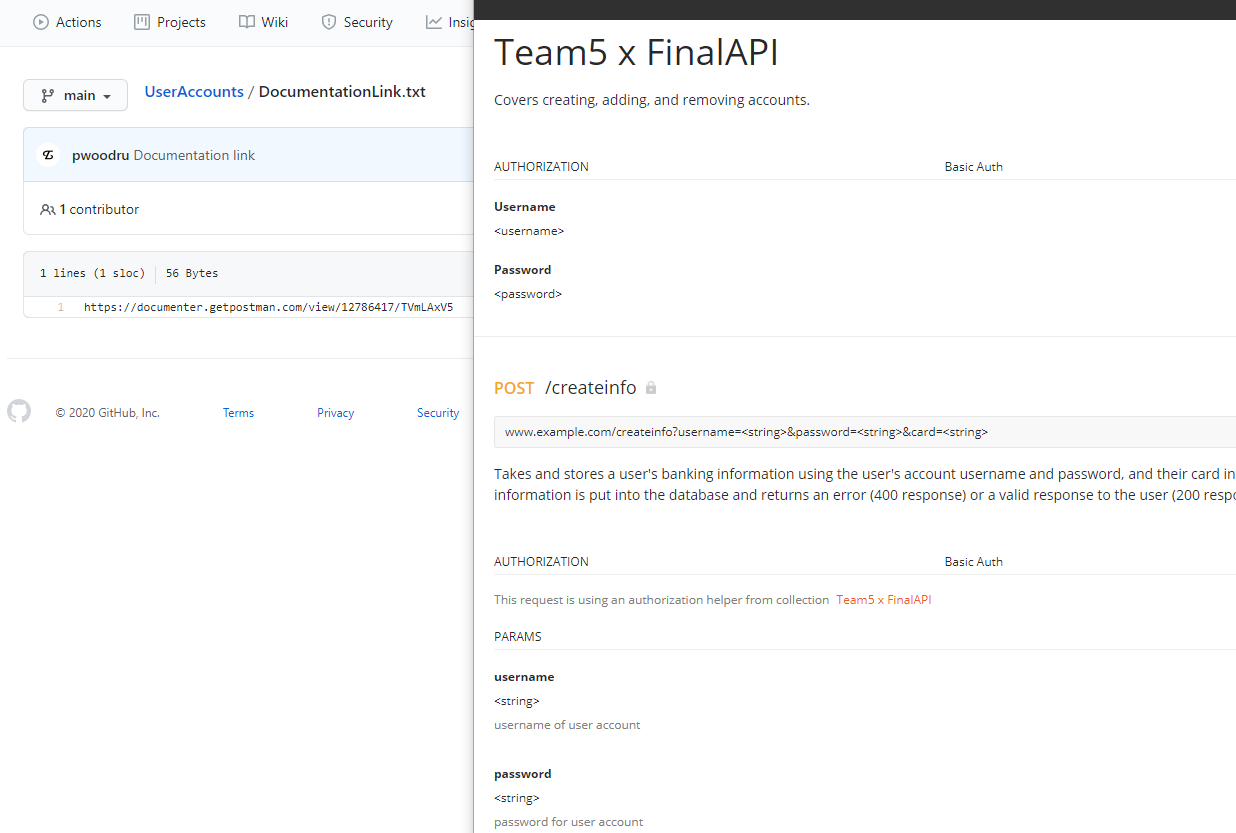 Actions
Projects
Wiki
Security
main
UserAccounts / DocumentationLink.txt
pwoodru Documentation link
1 contributor
1 lines (1 sloc) 56 Bytes
1 https://documenter.getpostman.com/view/12786417/TVmLAxV5
© 2020 GitHub, Inc.
Terms
Privacy
Security
Team5 x FinalAPI
Covers creating, adding, and removing accounts.
AUTHORIZATION
Basic Auth
Username
<username>
Password
<password>
POST /createinfo
www.example.com/createinfo?username=<string>&password=<string>&card=<string>
Takes and stores a user's banking information using the user's account username and password, and their card in
information is put into the database and returns an error (400 response) or a valid response to the user (200
AUTHORIZATION
Basic Auth
This request is using an authorization helper from collection Team5 x FinalAPI
PARAMS
username
<string>
username of user account
password
<string>
password for user account